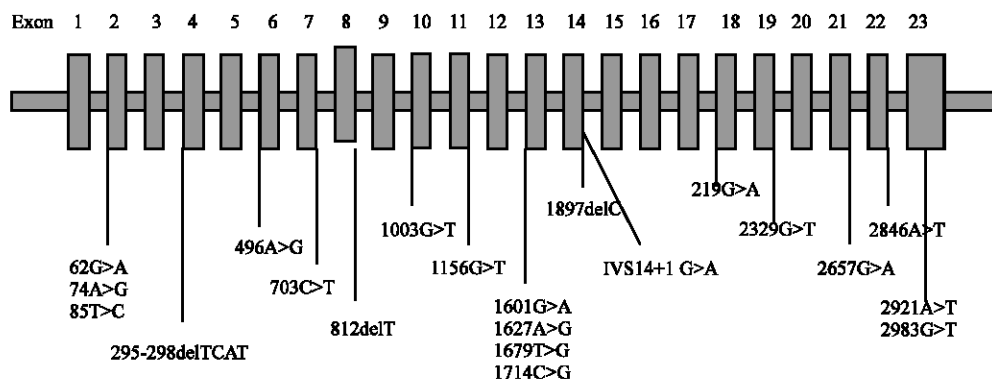 Exon 1 2 3 4 5 6 7 8 9 10 11 12 13 14 15 16 17 18 19 20 21 22 23
62G>A
74A>G
85T>C
295-298delTCAT
496A>G
703C>T
812delT
1003G>T
1156G>T
1601G>A
1627A>G
1679T>G
1714C>G
1897delC
IVS14+1 G>A
219G>A
2329G>T
2657G>A
2846A>T
2921A>T
2983G>T